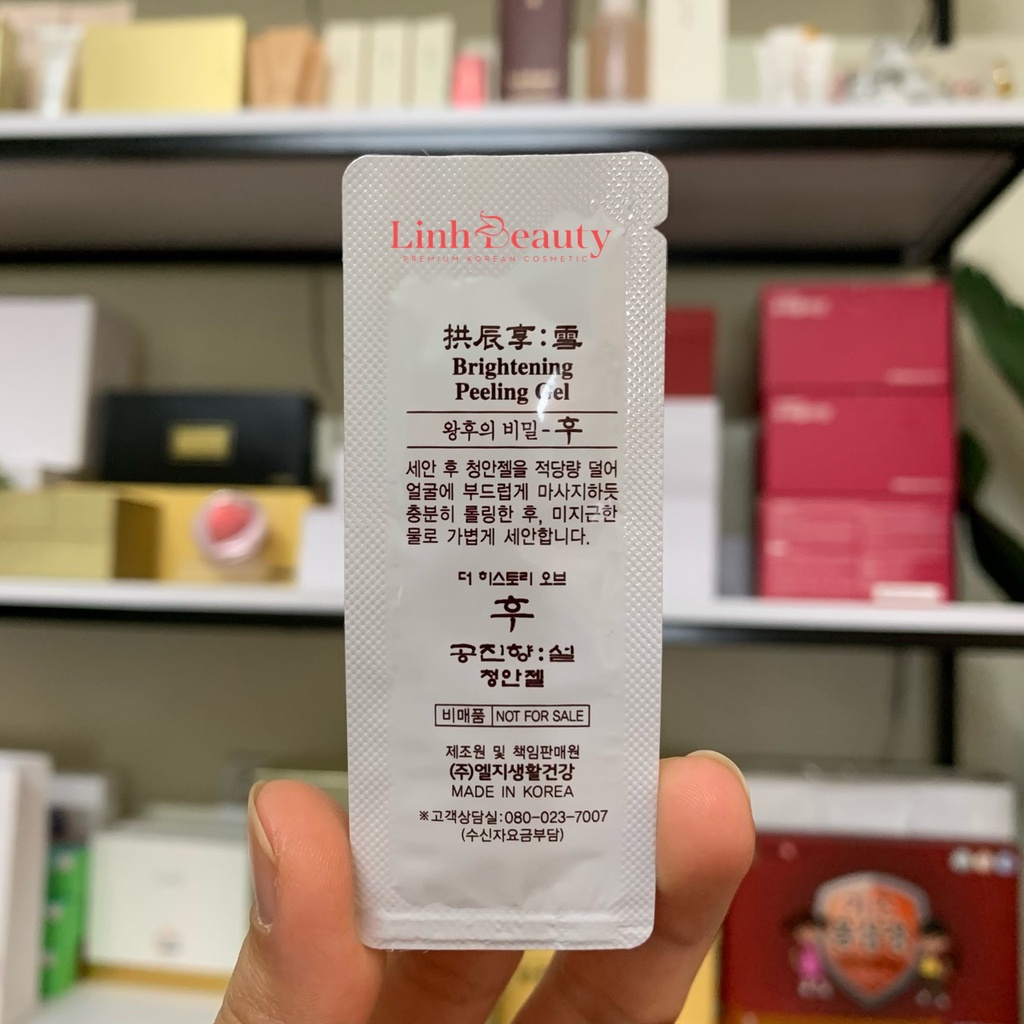 Linh Beauty
PREMIUM KOREAN COSMETIC
拱辰享:雪
Brightening
Peeling Gel
왕후의 비밀-후
세안 후 청안젤을 적당량 덜어
얼굴에 부드럽게 마사지하듯
충분히 롤링한 후, 미지근한
물로 가볍게 세안합니다.
더 히스토리 오브
후
공진향:설
청안젤
비매품 NOT FOR SALE
제조원 및 책임판매원
(주)엘지생활건강
MADE IN KOREA
※고객상담실:080-023-7007
(수신자요금부담)